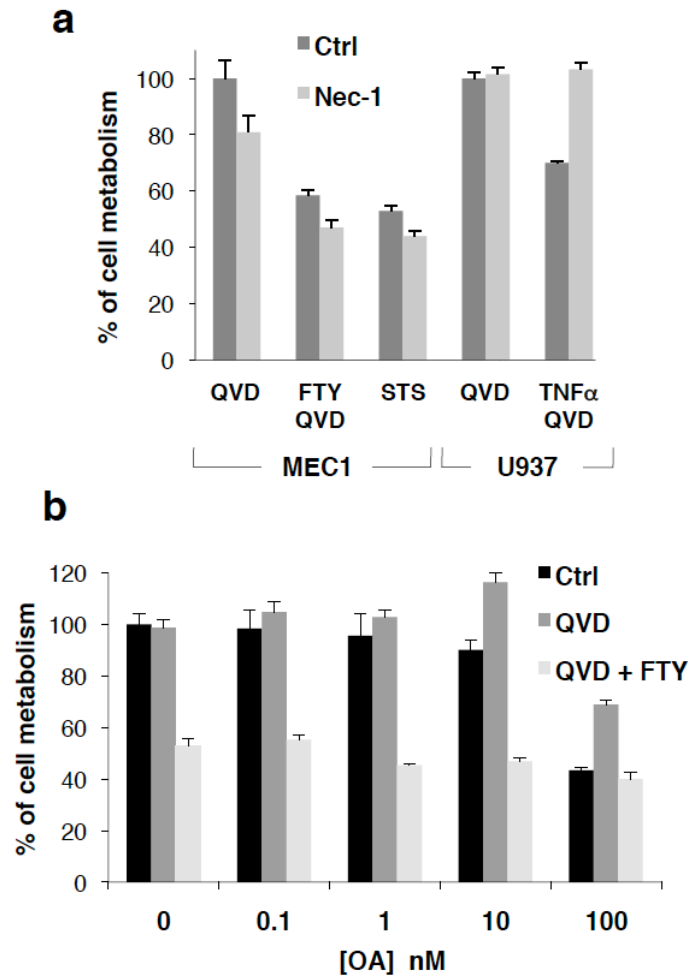 a
Ctrl
Nec-1
% of cell metabolism
100
80
60
40
20
0
QVD
FTY
QVD
STS
QVD
TNFα
QVD
MEC1
U937
b
Ctrl
QVD
QVD + FTY
% of cell metabolism
120
100
80
60
40
20
0
0
0.1
1
10
100
[OA] nM